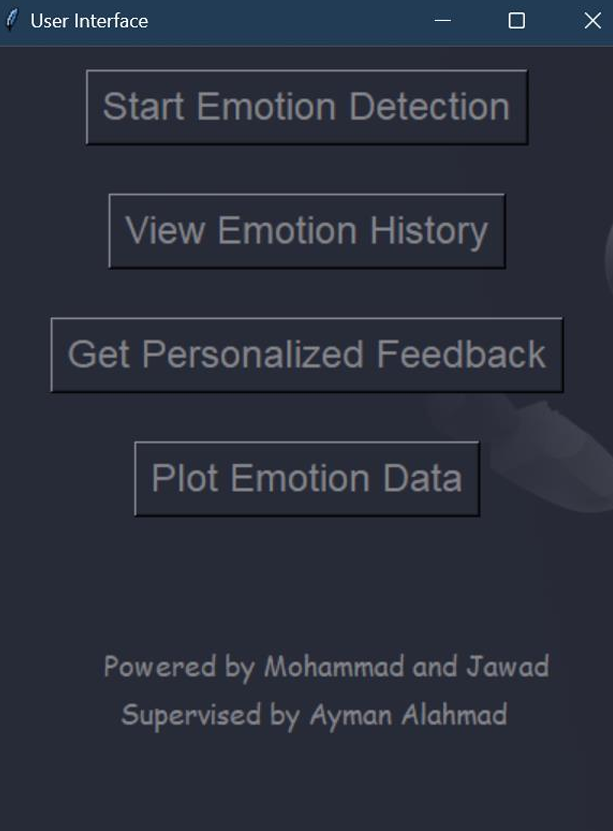 User Interface
Start Emotion Detection
View Emotion History
Get Personalized Feedback
Plot Emotion Data
Powered by Mohammad and Jawad
Supervised by Ayman Alahmad